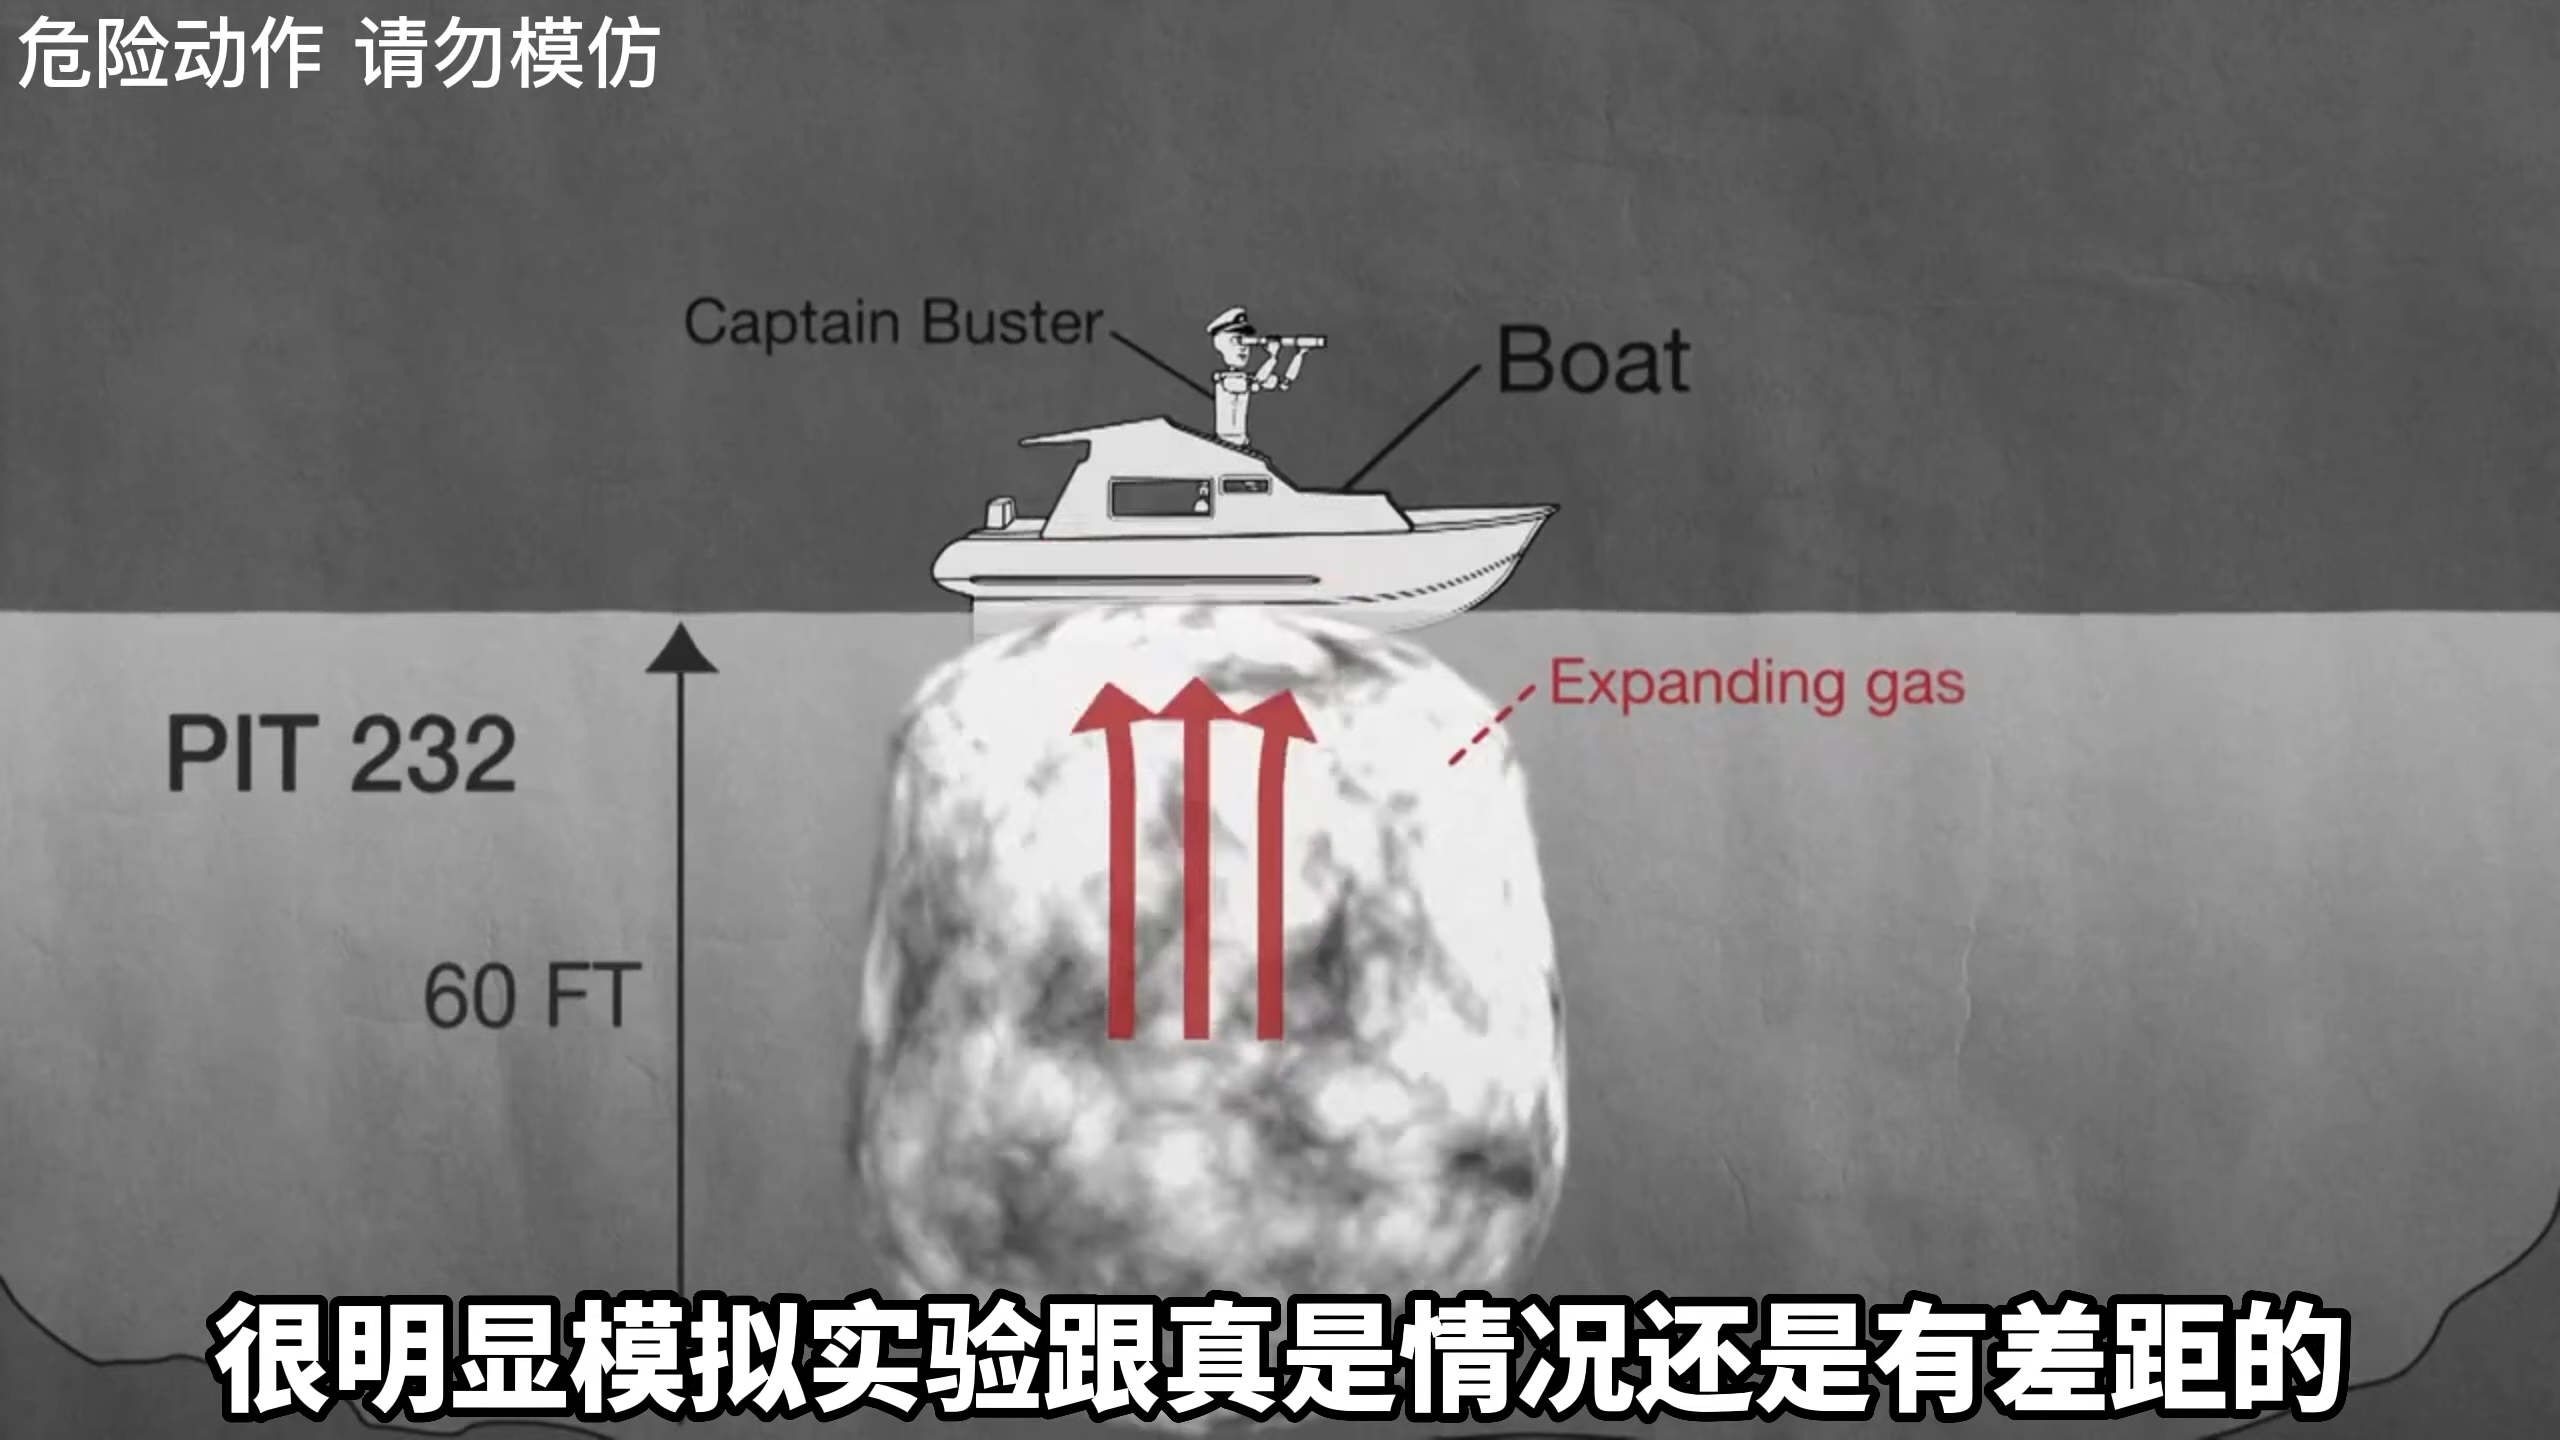 危险动作 请勿模仿
Captain Buster
Boat
Expanding gas
PIT 232
60 FT
很明显模拟实验跟真是情况还是有差距的